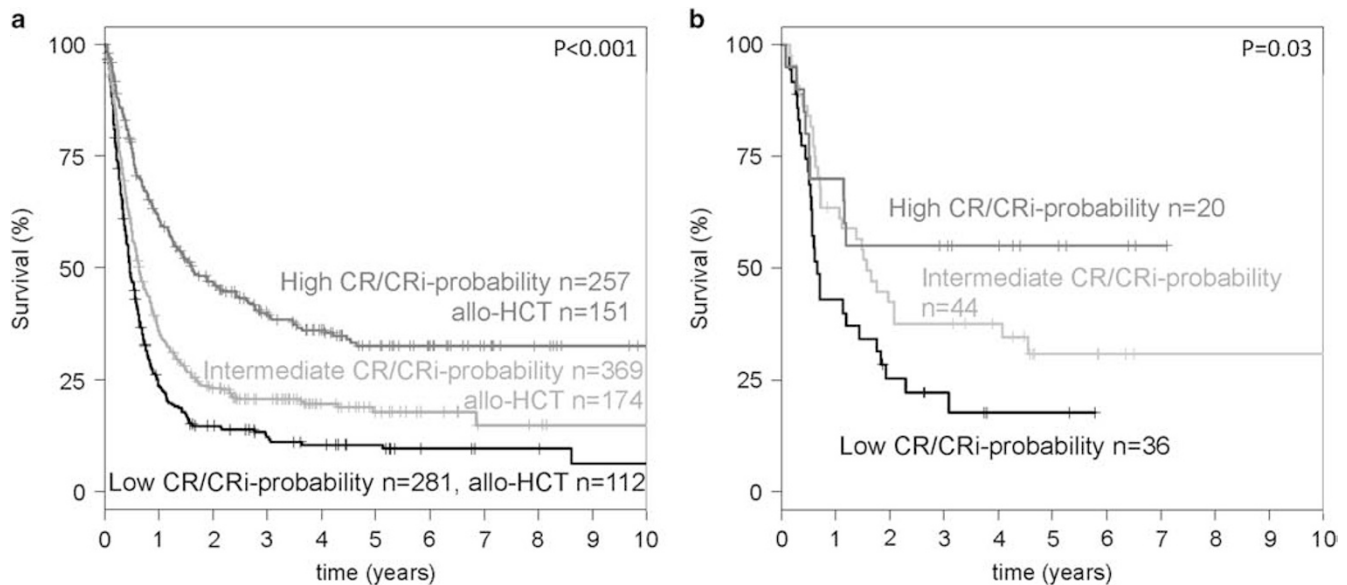 a
P<0.001
100
75
50
25
0
Survival (%)
High CR/CRi-probability n=257
allo-HCT n=151
Intermediate CR/CRi-probability n=369
allo-HCT n=174
Low CR/CRi-probability n=281, allo-HCT n=112
0 1 2 3 4 5 6 7 8 9 10
time (years)
b
P=0.03
100
75
50
25
0
Survival (%)
High CR/CRi-probability n=20
Intermediate CR/CRi-probability
n=44
Low CR/CRi-probability n=36
0 1 2 3 4 5 6 7 8 9 10
time (years)